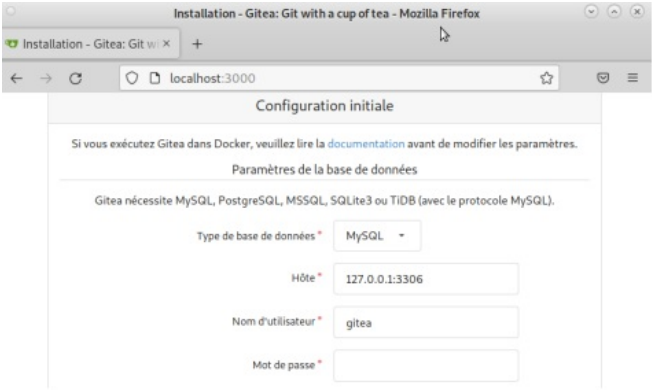 Installation - Gitea: Git with a cup of tea - Mozilla Firefox
Installation - Gitea: Git wi
localhost:3000
Configuration initiale
Si vous exécutez Gitea dans Docker, veuillez lire la documentation avant de modifier les paramètres.
Paramètres de la base de données
Gitea nécessite MySQL, PostgreSQL, MSSQL, SQLite3 ou TiDB (avec le protocole MySQL).
Type de base de données * MySQL
Hôte * 127.0.0.1:3306
Nom d'utilisateur * gitea
Mot de passe *